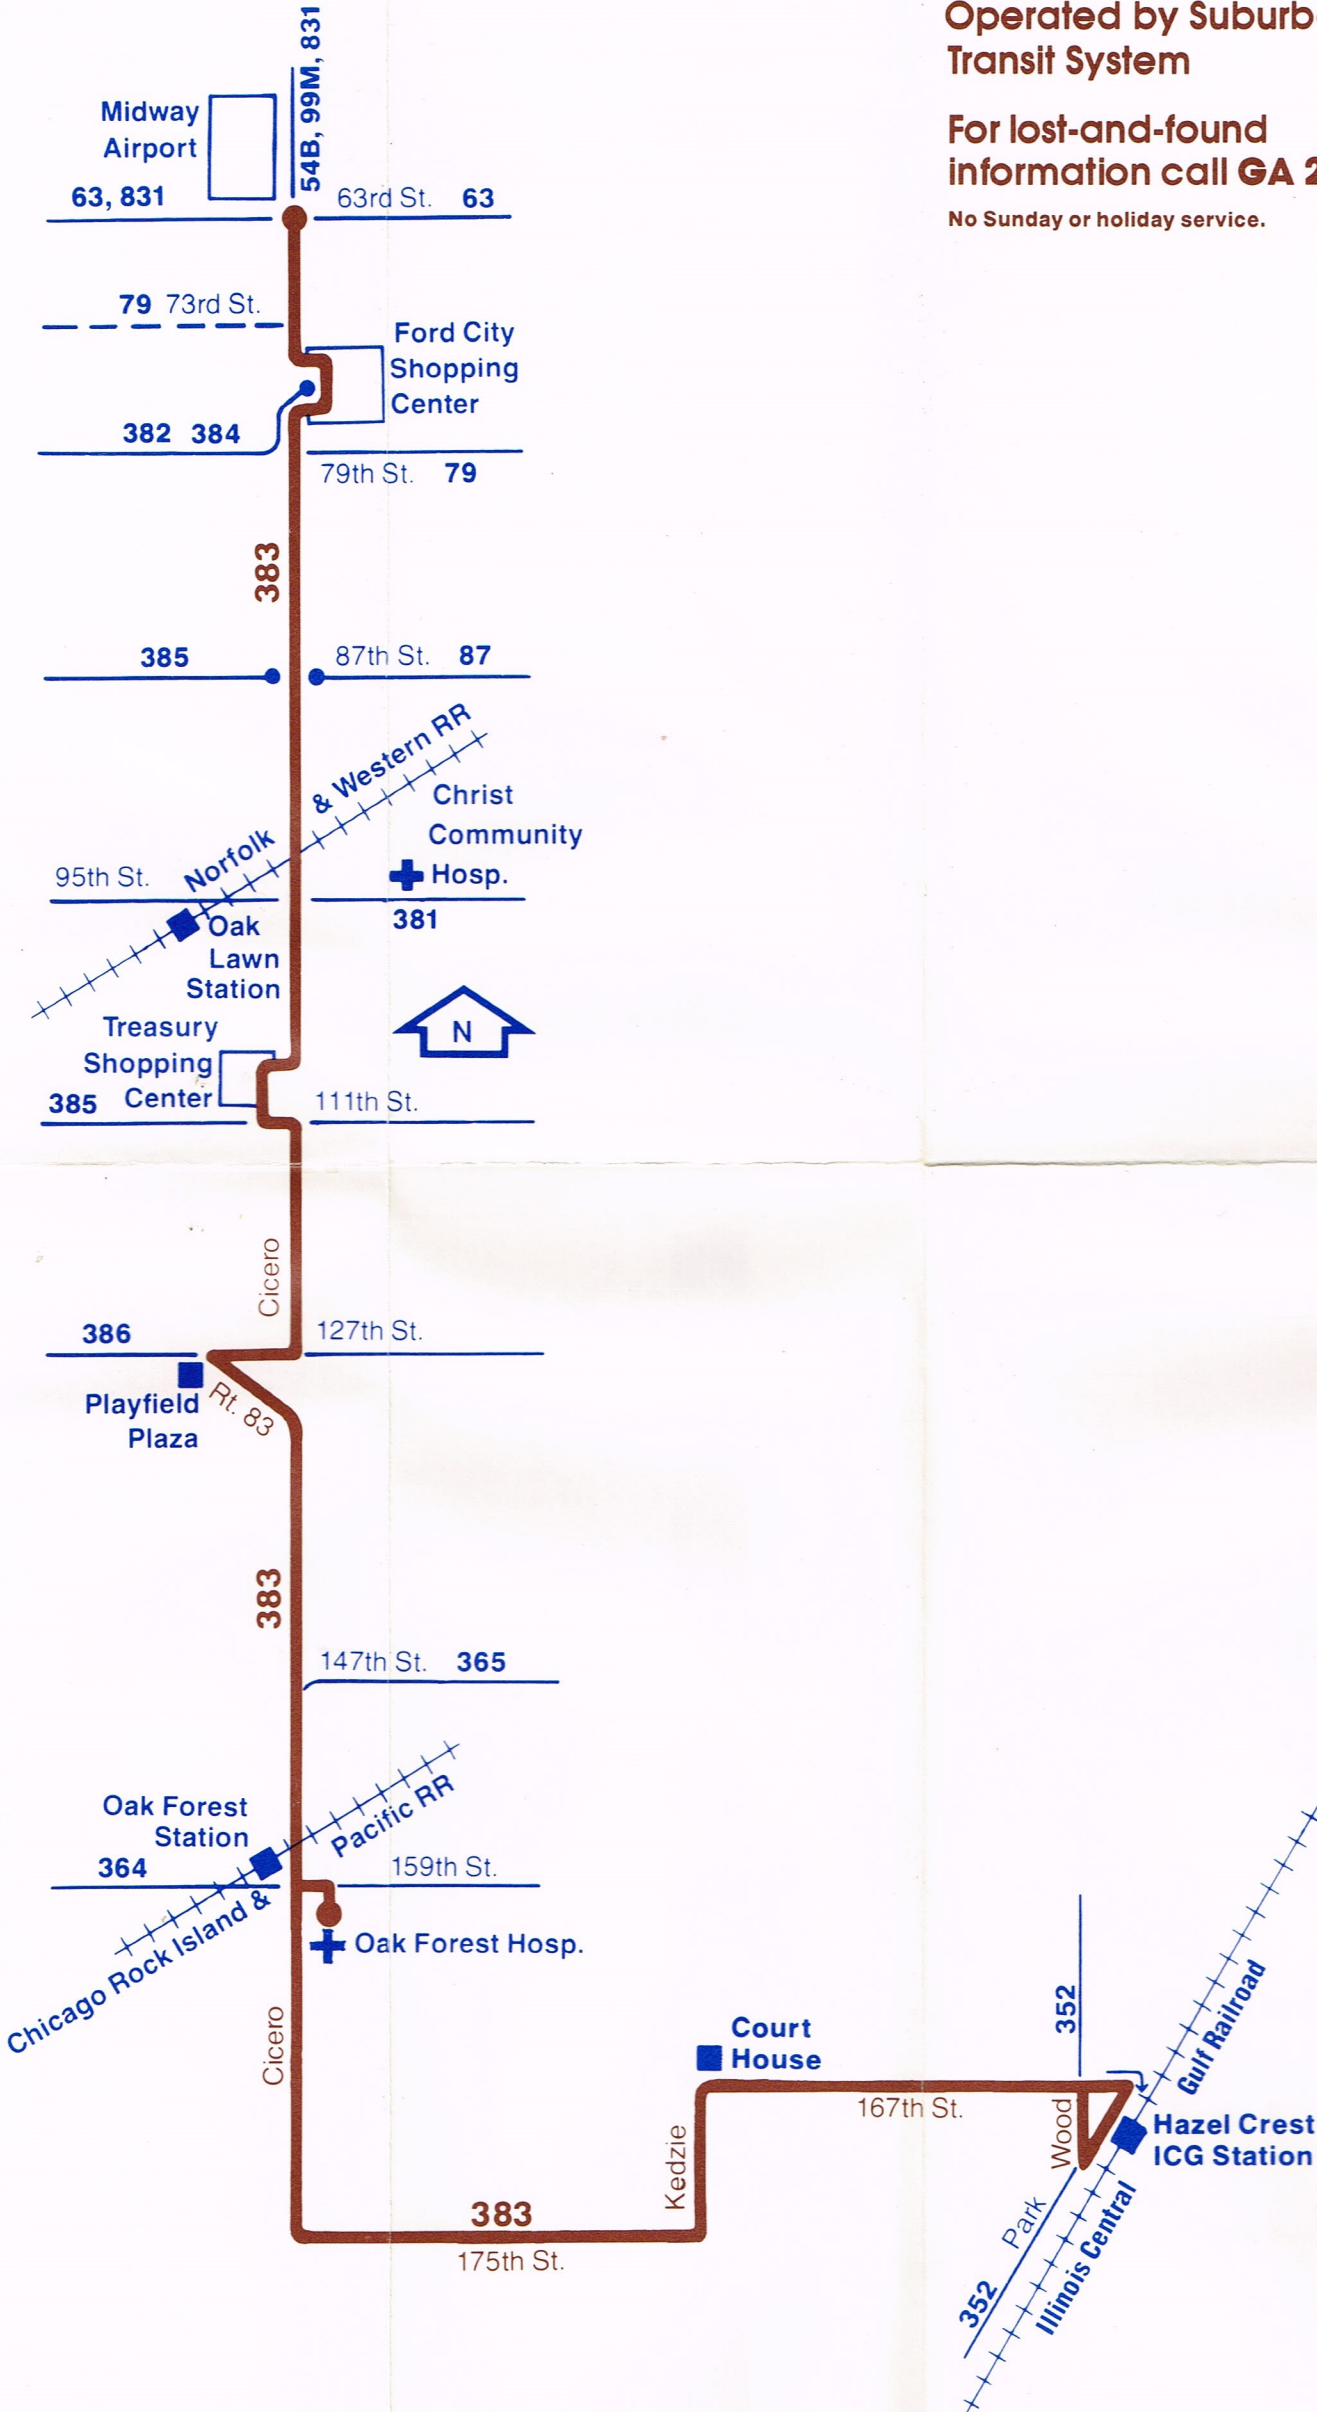 Operated by Suburb
Transit System
For lost-and-found
information call GA 2
No Sunday or holiday service.
54B, 99M, 831
Midway
Airport
63, 831
63rd St. 63
79 73rd St.
Ford City
Shopping
Center
382 384
79th St. 79
383
385
87th St. 87
Norfolk & Western RR
Christ
Community
Hosp.
95th St.
381
Oak
Lawn
Station
N
Treasury
Shopping
Center
385
111th St.
Cicero
386
127th St.
Playfield
Plaza
Rt. 83
383
147th St. 365
Oak Forest
Station
Chicago Rock Island & Pacific RR
364
159th St.
Oak Forest Hosp.
Cicero
Court
House
352
Gulf Railroad
167th St.
Wood
Hazel Crest
ICG Station
Kedzie
383
175th St.
Park
352
Illinois Central